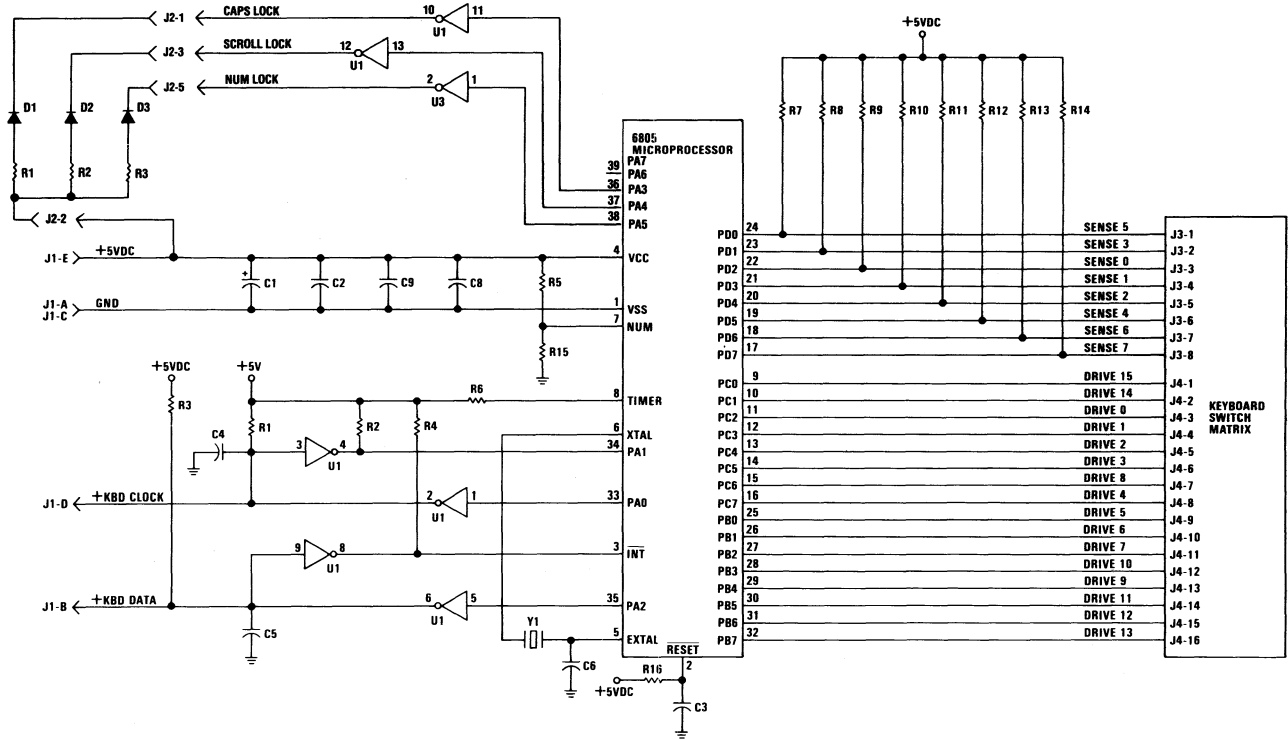 J2-1 CAPS LOCK 10 U1 11
J2-3 SCROLL LOCK 12 U1 13
J2-5 NUM LOCK 2 U3 1
D1 D2 D3
R1 R2 R3
J2-2
J1-E +5VDC
+ C1 C2 C9 C8 R5
J1-A GND
J1-C
R15
+5VDC +5V
R3 R1 R2 R4 R6
C4 3 4 U1
J1-D +KBD CLOCK 2 1 U1
9 8 U1
J1-B +KBD DATA 6 5 U1
C5
Y1
C6
R16
+5VDC
C3
6805
MICROPROCESSOR
PA7
39 PA6
36 PA3
37 PA4
38 PA5
4 VCC
1 VSS
7 NUM
8 TIMER
6 XTAL
34 PA1
33 PA0
3 INT
35 PA2
5 EXTAL
RESET
2
+5VDC
R7 R8 R9 R10 R11 R12 R13 R14
PD0 24 SENSE 5 J3-1
PD1 23 SENSE 3 J3-2
PD2 22 SENSE 0 J3-3
PD3 21 SENSE 1 J3-4
PD4 20 SENSE 2 J3-5
PD5 19 SENSE 4 J3-6
PD6 18 SENSE 6 J3-7
PD7 17 SENSE 7 J3-8
PC0 9 DRIVE 15 J4-1
PC1 10 DRIVE 14 J4-2
PC2 11 DRIVE 0 J4-3
PC3 12 DRIVE 1 J4-4
PC4 13 DRIVE 2 J4-5
PC5 14 DRIVE 3 J4-6
PC6 15 DRIVE 8 J4-7
PC7 16 DRIVE 4 J4-8
PB0 25 DRIVE 5 J4-9
PB1 26 DRIVE 6 J4-10
PB2 27 DRIVE 7 J4-11
PB3 28 DRIVE 10 J4-12
PB4 29 DRIVE 9 J4-13
PB5 30 DRIVE 11 J4-14
PB6 31 DRIVE 12 J4-15
PB7 32 DRIVE 13 J4-16
KEYBOARD
SWITCH
MATRIX